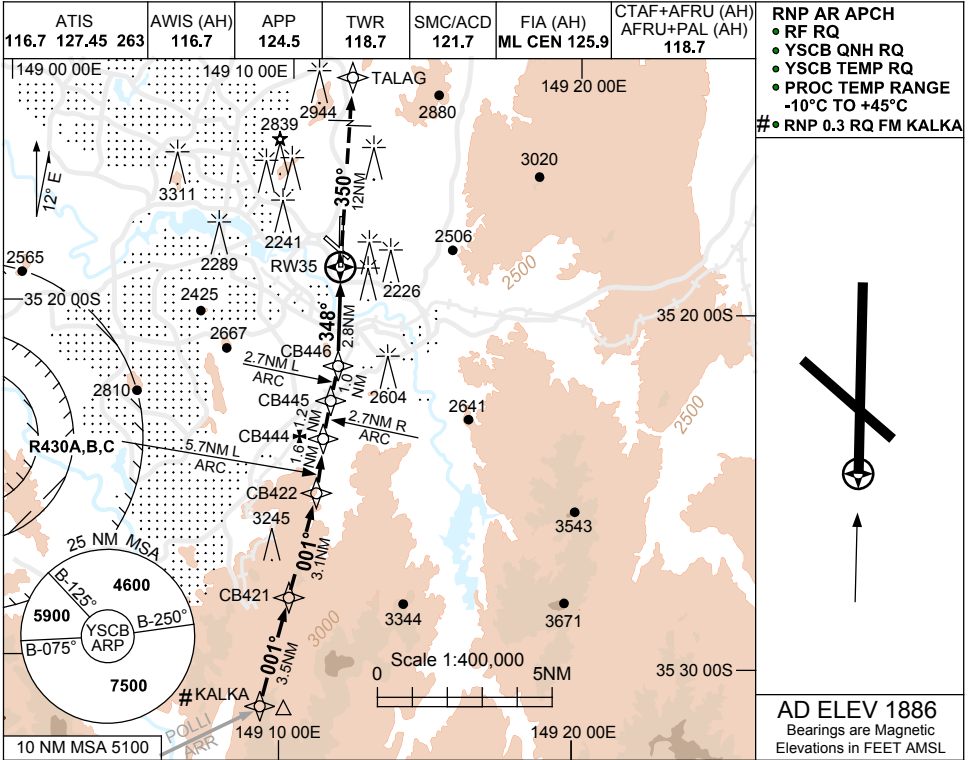 ATIS
116.7 127.45 263
AWIS (AH)
116.7
APP
124.5
TWR
118.7
SMC/ACD
121.7
FIA (AH)
ML CEN 125.9
CTAF+AFRU (AH)
AFRU+PAL (AH)
118.7
RNP AR APCH
RF RQ
YSCB QNH RQ
YSCB TEMP RQ
PROC TEMP RANGE
-10°C TO +45°C
# RNP 0.3 RQ FM KALKA
149 00 00E
149 10 00E
149 20 00E
TALAG
2944
2880
2839
3020
3311
12° E
350°
12NM
2241
2289
2506
RW35
2226
2565
2500
35 20 00S
35 20 00S
2425
348°
2.8NM
2667
CB446
2.7NM L
ARC
1.0
NM
2604
2810
CB445
2.7NM R
ARC
2641
2500
1.2
NM
CB444
R430A,B,C
5.7NM L
ARC
1.6
NM
CB422
3245
3543
001°
3.1NM
25 NM MSA
B-125°
4600
5900
B-250°
YSCB
ARP
B-075°
7500
CB421
3344
3671
3000
001°
3.5NM
Scale 1:400,000
0
5NM
35 30 00S
# KALKA
POLLI
ARR
149 10 00E
149 20 00E
10 NM MSA 5100
AD ELEV 1886
Bearings are Magnetic
Elevations in FEET AMSL